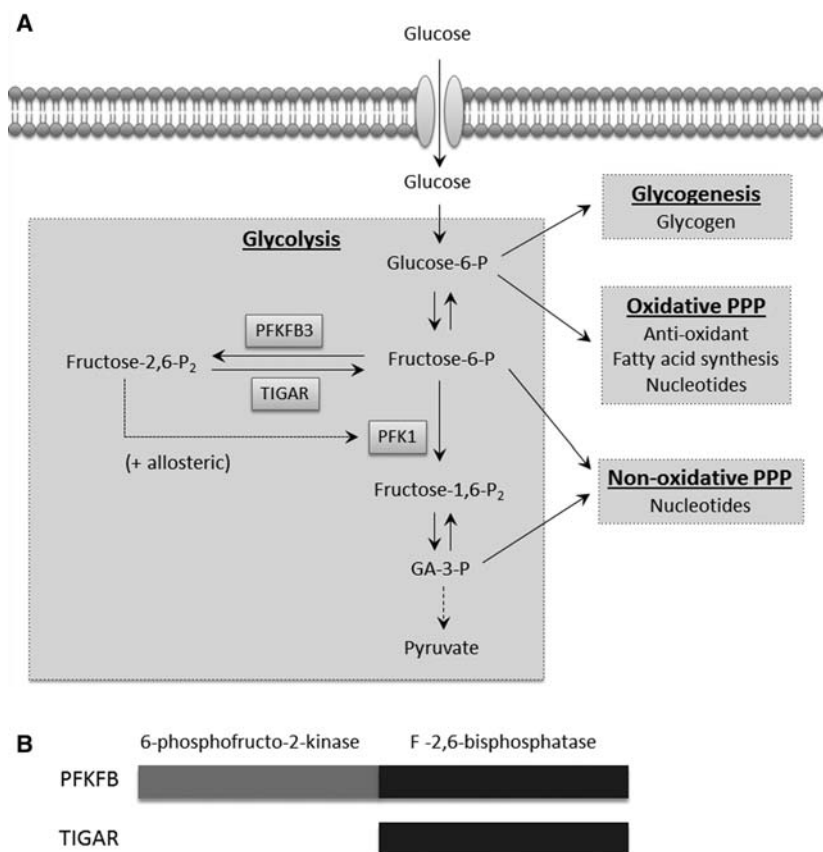 A
Glucose
Glucose
Glycogenesis
Glycogen
Glycolysis
Glucose-6-P
Oxidative PPP
Anti-oxidant
Fatty acid synthesis
Nucleotides
PFKFB3
Fructose-2,6-P₂
Fructose-6-P
TIGAR
PFK1
(+ allosteric)
Non-oxidative PPP
Nucleotides
Fructose-1,6-P₂
GA-3-P
Pyruvate
B
6-phosphofructo-2-kinase
F -2,6-bisphosphatase
PFKFB
TIGAR